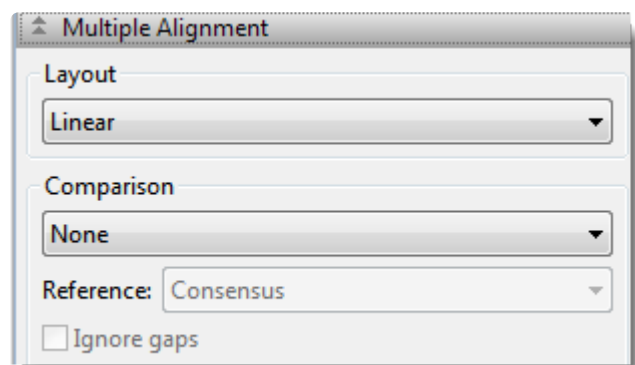 Multiple Alignment
Layout
Linear
Comparison
None
Reference: Consensus
Ignore gaps